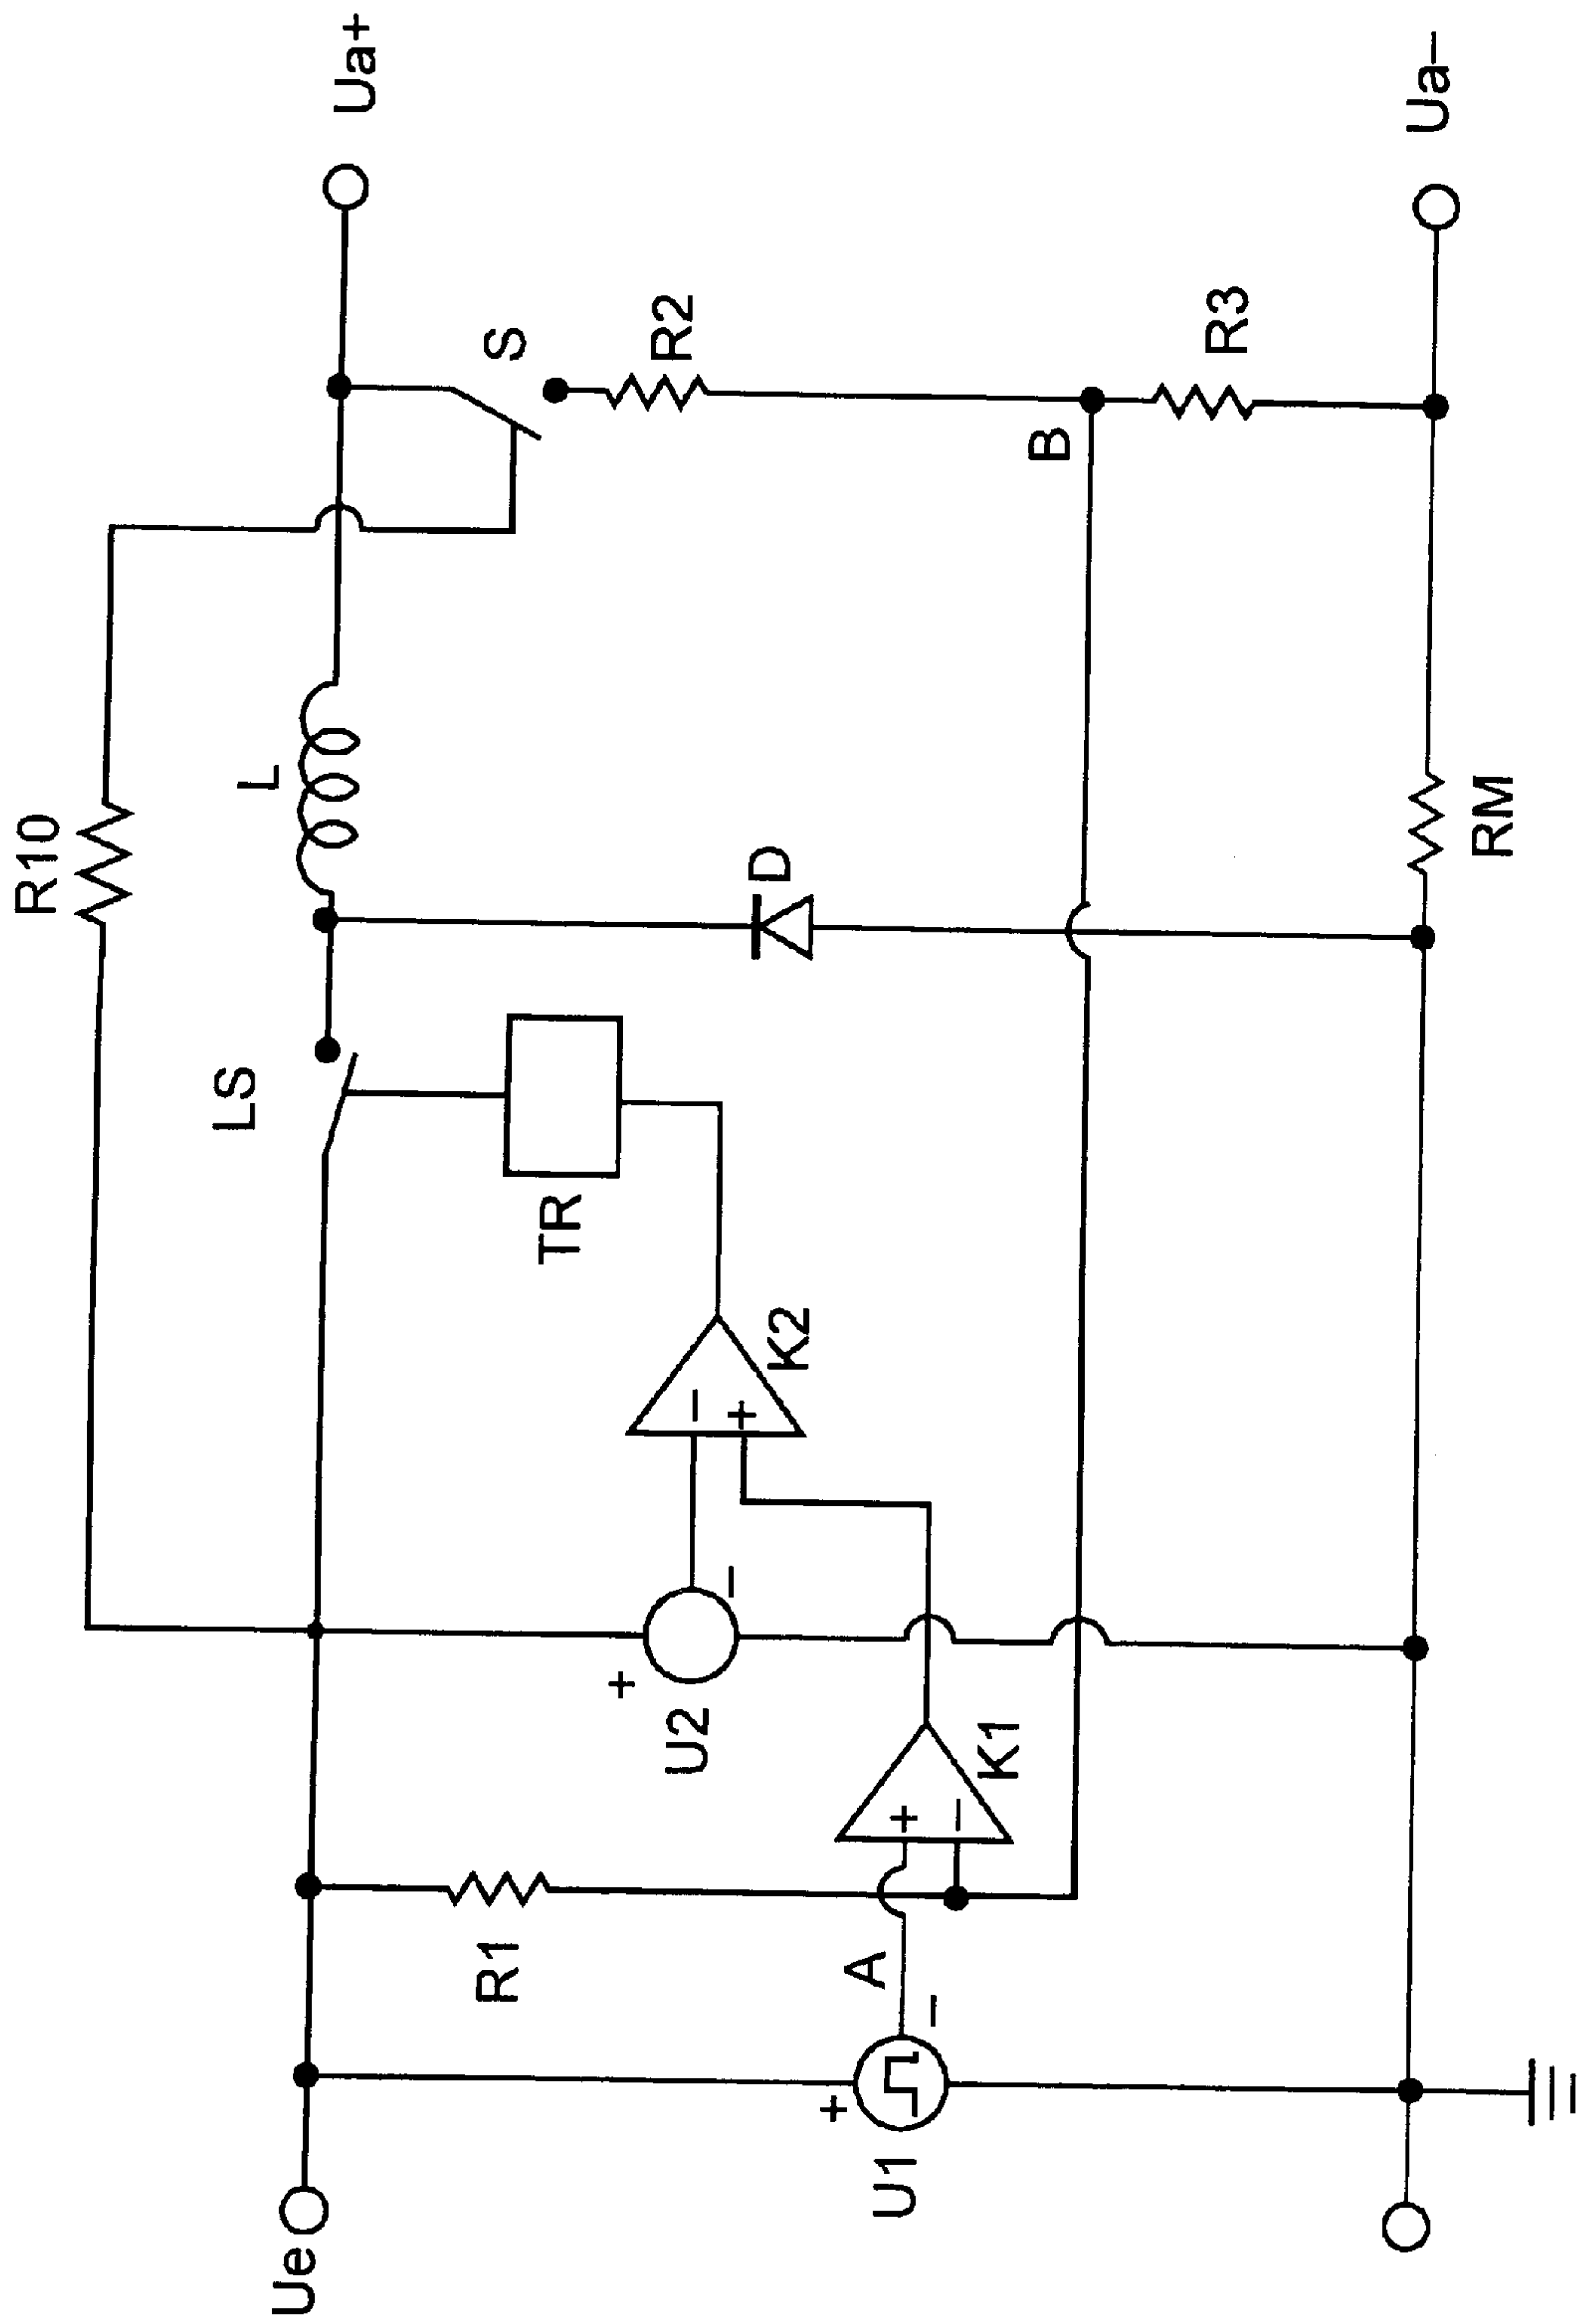 R10
Ue
LS
L
Ua+
S
R1
TR
D
R2
U2
+
−
−
+
K2
U1
+
−
A
+
−
K1
B
R3
RM
Ua−